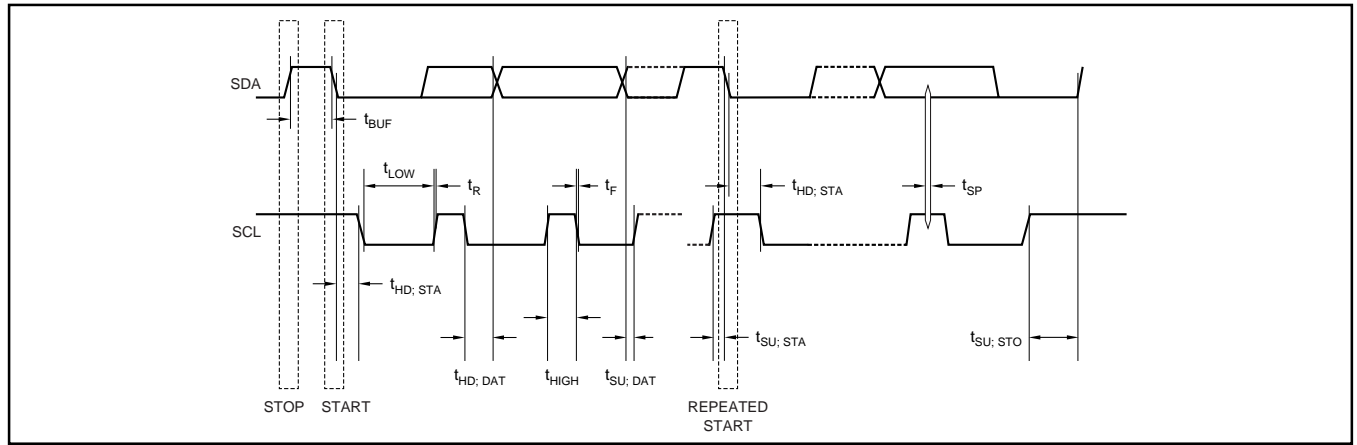 SDA
tBUF
tLOW
tR
tF
tHD; STA
tSP
SCL
tHD; STA
tSU; STA
tSU; STO
tHD; DAT
tHIGH
tSU; DAT
STOP
START
REPEATED
START